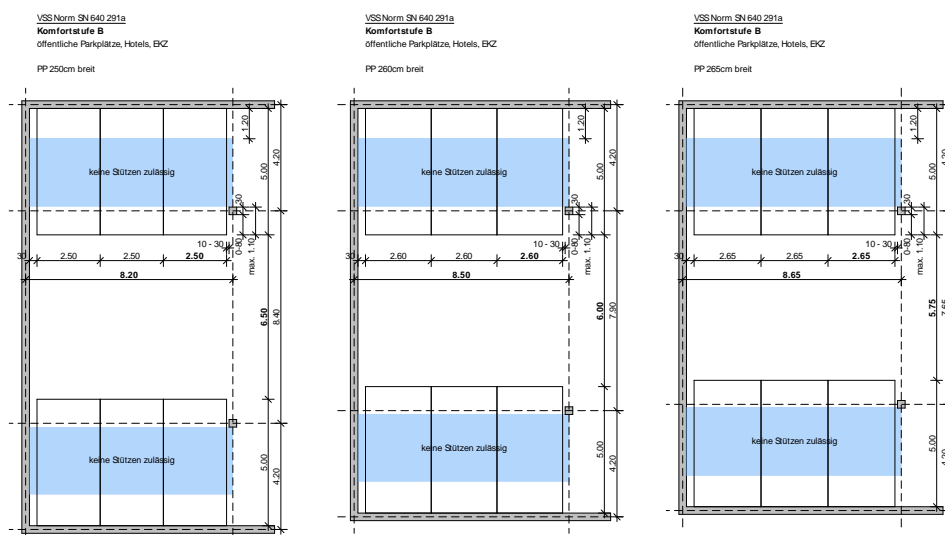 VSS Norm SN 640 291a
Komfortstufe B
öffentliche Parkplätze, Hotels, EKZ
PP 250cm breit
1.20
5.00
4.20
keine Stützen zulässig
30
10 - 30
0-80
max. 1.10
30
2.50
2.50
2.50
8.20
6.50
8.40
keine Stützen zulässig
5.00
4.20
VSS Norm SN 640 291a
Komfortstufe B
öffentliche Parkplätze, Hotels, EKZ
PP 260cm breit
1.20
5.00
4.20
keine Stützen zulässig
30
10 - 30
0-80
max. 1.10
30
2.60
2.60
2.60
8.50
6.00
7.90
keine Stützen zulässig
5.00
4.20
VSS Norm SN 640 291a
Komfortstufe B
öffentliche Parkplätze, Hotels, EKZ
PP 265cm breit
1.20
5.00
4.20
keine Stützen zulässig
30
10 - 30
0-80
max. 1.10
30
2.65
2.65
2.65
8.65
5.75
7.65
keine Stützen zulässig
5.00
4.20